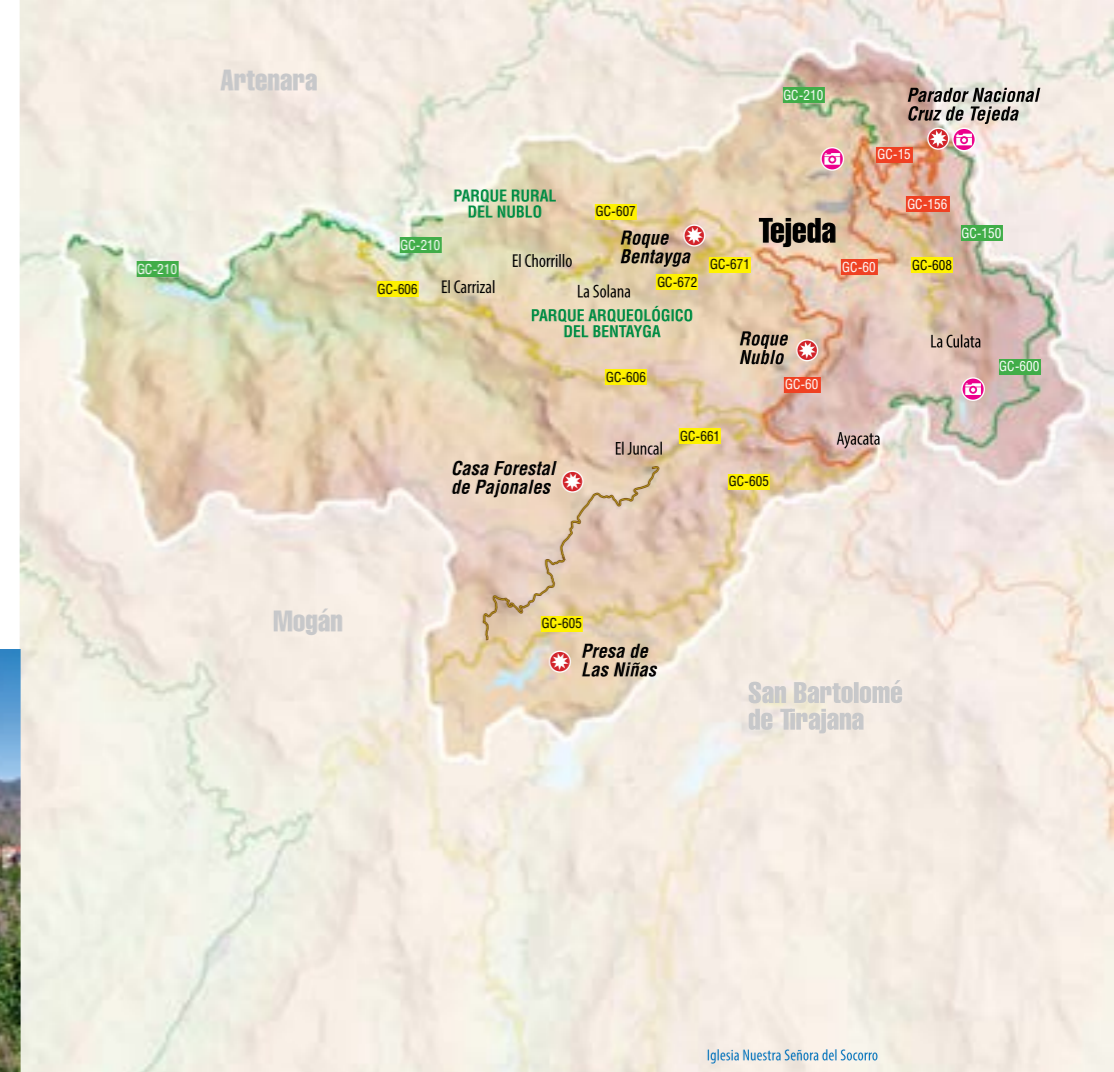 Artenara
GC-210
Parador Nacional
Cruz de Tejeda
GC-15
PARQUE RURAL
DEL NUBLO
GC-607
GC-156
Tejeda
GC-210
Roque
Bentayga
GC-150
El Chorrillo
GC-671
GC-60
GC-608
GC-210
GC-606
El Carrizal
La Solana
GC-672
PARQUE ARQUEOLÓGICO
DEL BENTAYGA
Roque
Nublo
La Culata
GC-600
GC-606
GC-60
El Juncal
GC-661
Ayacata
Casa Forestal
de Pajonales
GC-605
Mogán
GC-605
Presa de
Las Niñas
San Bartolomé
de Tirajana
Iglesia Nuestra Señora del Socorro